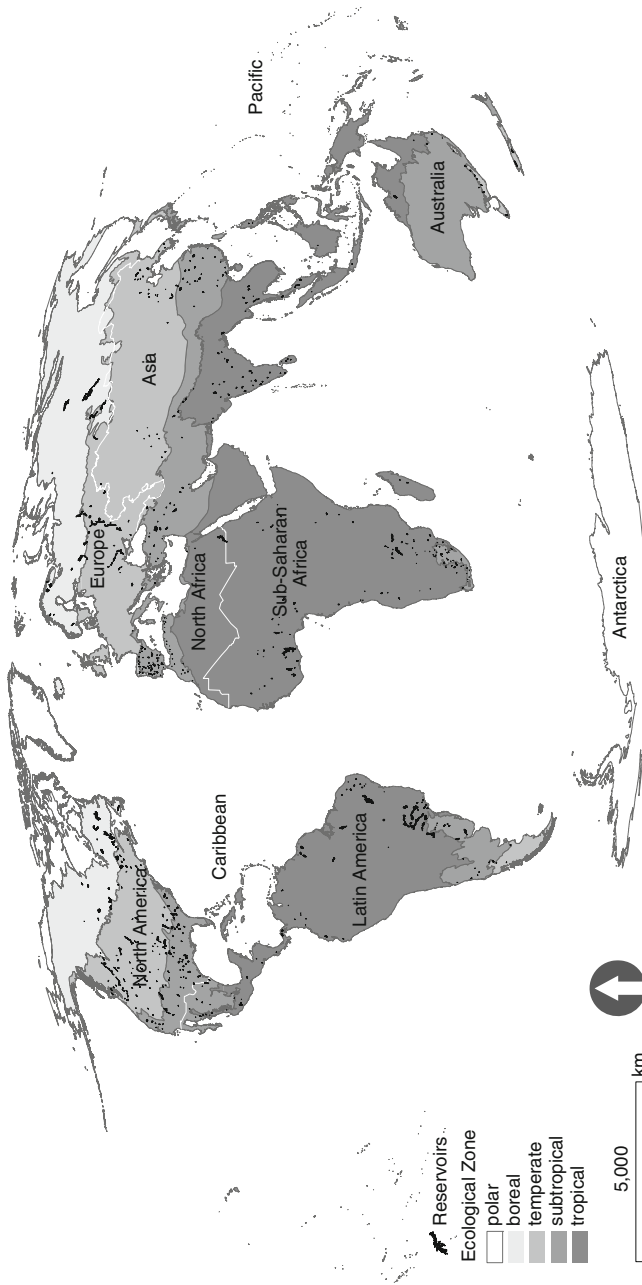 Pacific
Asia
Europe
North America
North Africa
Sub-Saharan
Africa
Caribbean
Latin America
Australia
Antarctica
Reservoirs
Ecological Zone
polar
boreal
temperate
subtropical
tropical
5,000
km